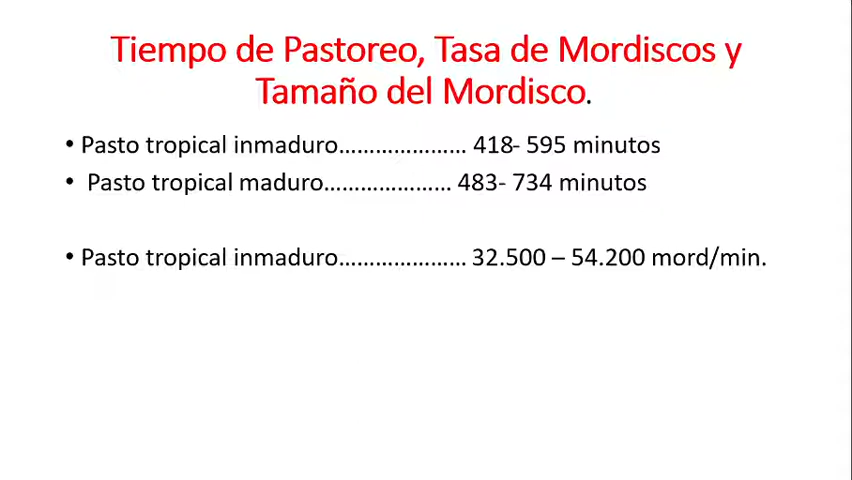 Tiempo de Pastoreo, Tasa de Mordiscos y
Tamaño del Mordisco.
• Pasto tropical inmaduro………………… 418- 595 minutos
• Pasto tropical maduro………………… 483- 734 minutos
• Pasto tropical inmaduro………………… 32.500 – 54.200 mord/min.